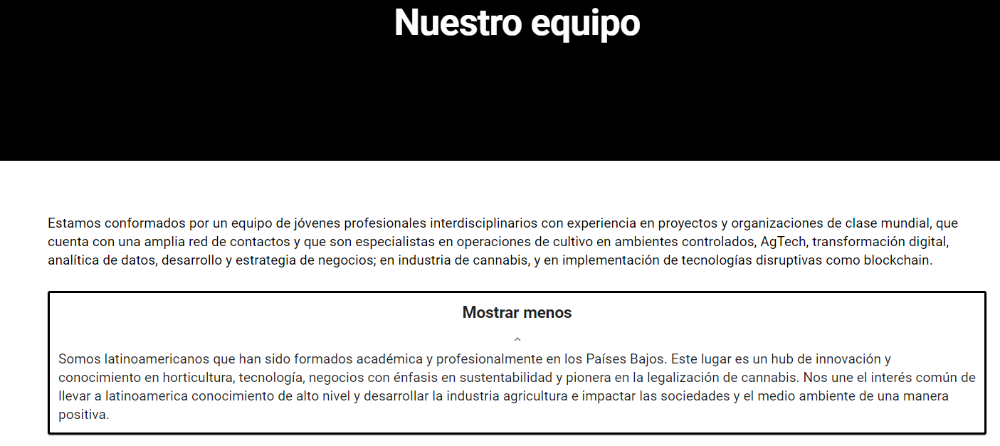 Nuestro equipo
Estamos conformados por un equipo de jóvenes profesionales interdisciplinarios con experiencia en proyectos y organizaciones de clase mundial, que
cuenta con una amplia red de contactos y que son especialistas en operaciones de cultivo en ambientes controlados, AgTech, transformación digital,
analítica de datos, desarrollo y estrategia de negocios; en industria de cannabis, y en implementación de tecnologías disruptivas como blockchain.
Mostrar menos
Somos latinoamericanos que han sido formados académica y profesionalmente en los Países Bajos. Este lugar es un hub de innovación y
conocimiento en horticultura, tecnología, negocios con énfasis en sustentabilidad y pionera en la legalización de cannabis. Nos une el interés común de
llevar a latinoamerica conocimiento de alto nivel y desarrollar la industria agricultura e impactar las sociedades y el medio ambiente de una manera
positiva.